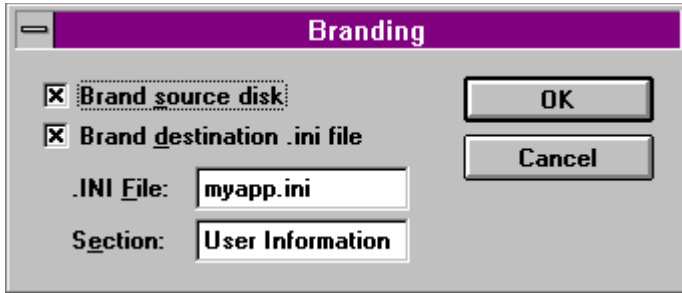 Branding
Brand source disk
OK
Brand destination .ini file
Cancel
.INI File: myapp.ini
Section: User Information